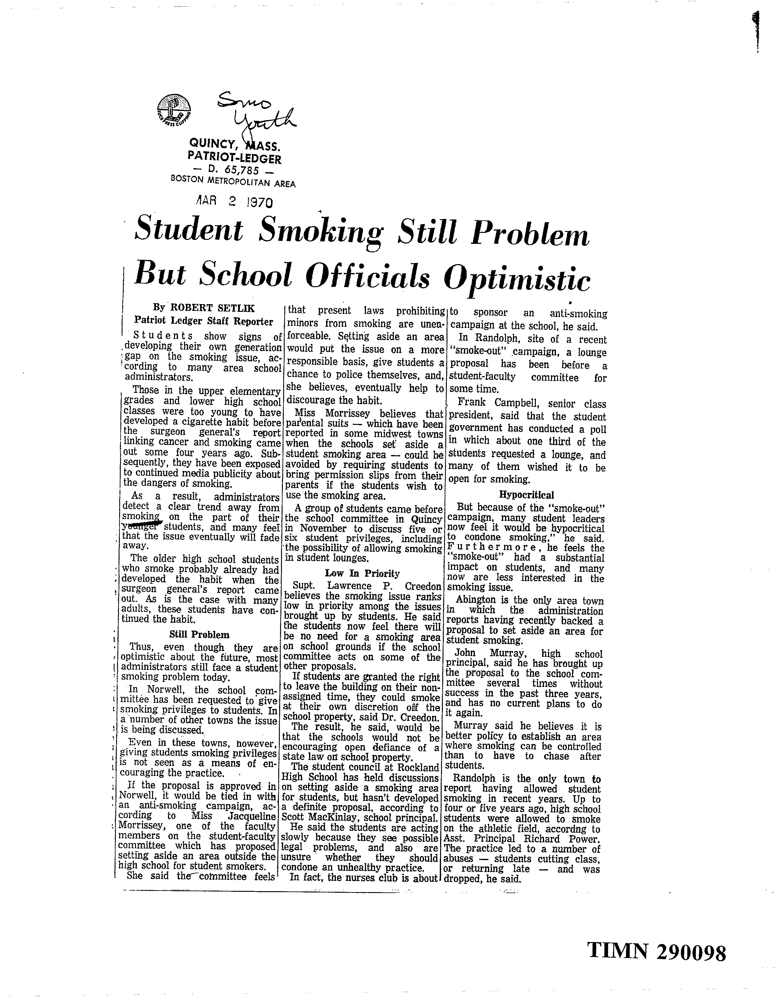 Smo
Youth
QUINCY, MASS.
PATRIOT-LEDGER
— D. 65,785 —
BOSTON METROPOLITAN AREA
MAR 2 1970
Student Smoking Still Problem
But School Officials Optimistic
By ROBERT SETLIK
Patriot Ledger Staff Reporter
Students show signs of
developing their own generation
gap on the smoking issue, ac-
cording to many area school
administrators.
Those in the upper elementary
grades and lower high school
classes were too young to have
developed a cigarette habit before
the surgeon general's report
linking cancer and smoking came
out some four years ago. Sub-
sequently, they have been exposed
to continued media publicity about
the dangers of smoking.
As a result, administrators
detect a clear trend away from
smoking on the part of their
younger students, and many feel
that the issue eventually will fade
away.
The older high school students
who smoke probably already had
developed the habit when the
surgeon general's report came
out. As is the case with many
adults, these students have con-
tinued the habit.
Still Problem
Thus, even though they are
optimistic about the future, most
administrators still face a student
smoking problem today.
In Norwell, the school com-
mittee has been requested to give
smoking privileges to students. In
a number of other towns the issue
is being discussed.
Even in these towns, however,
giving students smoking privileges
is not seen as a means of en-
couraging the practice.
If the proposal is approved in
Norwell, it would be tied in with
an anti-smoking campaign, ac-
cording to Miss Jacqueline
Morrissey, one of the faculty
members on the student-faculty
committee which has proposed
setting aside an area outside the
high school for student smokers.
She said the committee feels
that present laws prohibiting
minors from smoking are unen-
forceable. Setting aside an area
would put the issue on a more
responsible basis, give students a
chance to police themselves, and,
she believes, eventually help to
discourage the habit.
Miss Morrissey believes that
parental suits — which have been
reported in some midwest towns
when the schools set aside a
student smoking area — could be
avoided by requiring students to
bring permission slips from their
parents if the students wish to
use the smoking area.
A group of students came before
the school committee in Quincy
in November to discuss five or
six student privileges, including
the possibility of allowing smoking
in student lounges.
Low In Priority
Supt. Lawrence P. Creedon
believes the smoking issue ranks
low in priority among the issues
brought up by students. He said
the students now feel there will
be no need for a smoking area
on school grounds if the school
committee acts on some of the
other proposals.
If students are granted the right
to leave the building on their non-
assigned time, they could smoke
at their own discretion off the
school property, said Dr. Creedon.
The result, he said, would be
that the schools would not be
encouraging open defiance of a
state law on school property.
The student council at Rockland
High School has held discussions
on setting aside a smoking area
for students, but hasn't developed
a definite proposal, according to
Scott MacKinlay, school principal.
He said the students are acting
slowly because they see possible
legal problems, and also are
unsure whether they should
condone an unhealthy practice.
In fact, the nurses club is about
to sponsor an anti-smoking
campaign at the school, he said.
In Randolph, site of a recent
"smoke-out" campaign, a lounge
proposal has been before a
student-faculty committee for
some time.
Frank Campbell, senior class
president, said that the student
government has conducted a poll
in which about one third of the
students requested a lounge, and
many of them wished it to be
open for smoking.
Hypocritical
But because of the "smoke-out"
campaign, many student leaders
now feel it would be hypocritical
to condone smoking," he said.
Furthermore, he feels the
"smoke-out" had a substantial
impact on students, and many
now are less interested in the
smoking issue.
Abington is the only area town
in which the administration
reports having recently backed a
proposal to set aside an area for
student smoking.
John Murray, high school
principal, said he has brought up
the proposal to the school com-
mittee several times without
success in the past three years,
and has no current plans to do
it again.
Murray said he believes it is
better policy to establish an area
where smoking can be controlled
than to have to chase after
students.
Randolph is the only town to
report having allowed student
smoking in recent years. Up to
four or five years ago, high school
students were allowed to smoke
on the athletic field, accordng to
Asst. Principal Richard Power.
The practice led to a number of
abuses — students cutting class,
or returning late — and was
dropped, he said.
TIMN 290098